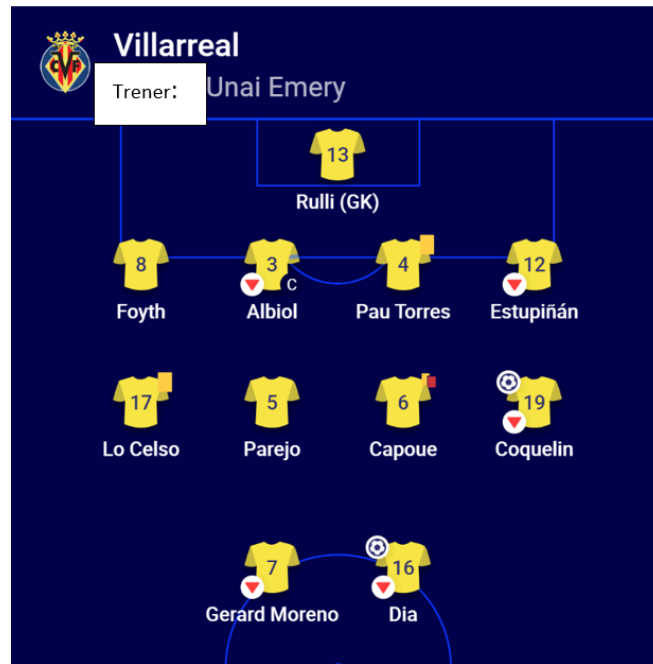 Villarreal
Trener: Unai Emery
13
Rulli (GK)
8 3 4 12
C
Foyth Albiol Pau Torres Estupiñán
17 5 6 19
Lo Celso Parejo Capoue Coquelin
7 16
Gerard Moreno Dia